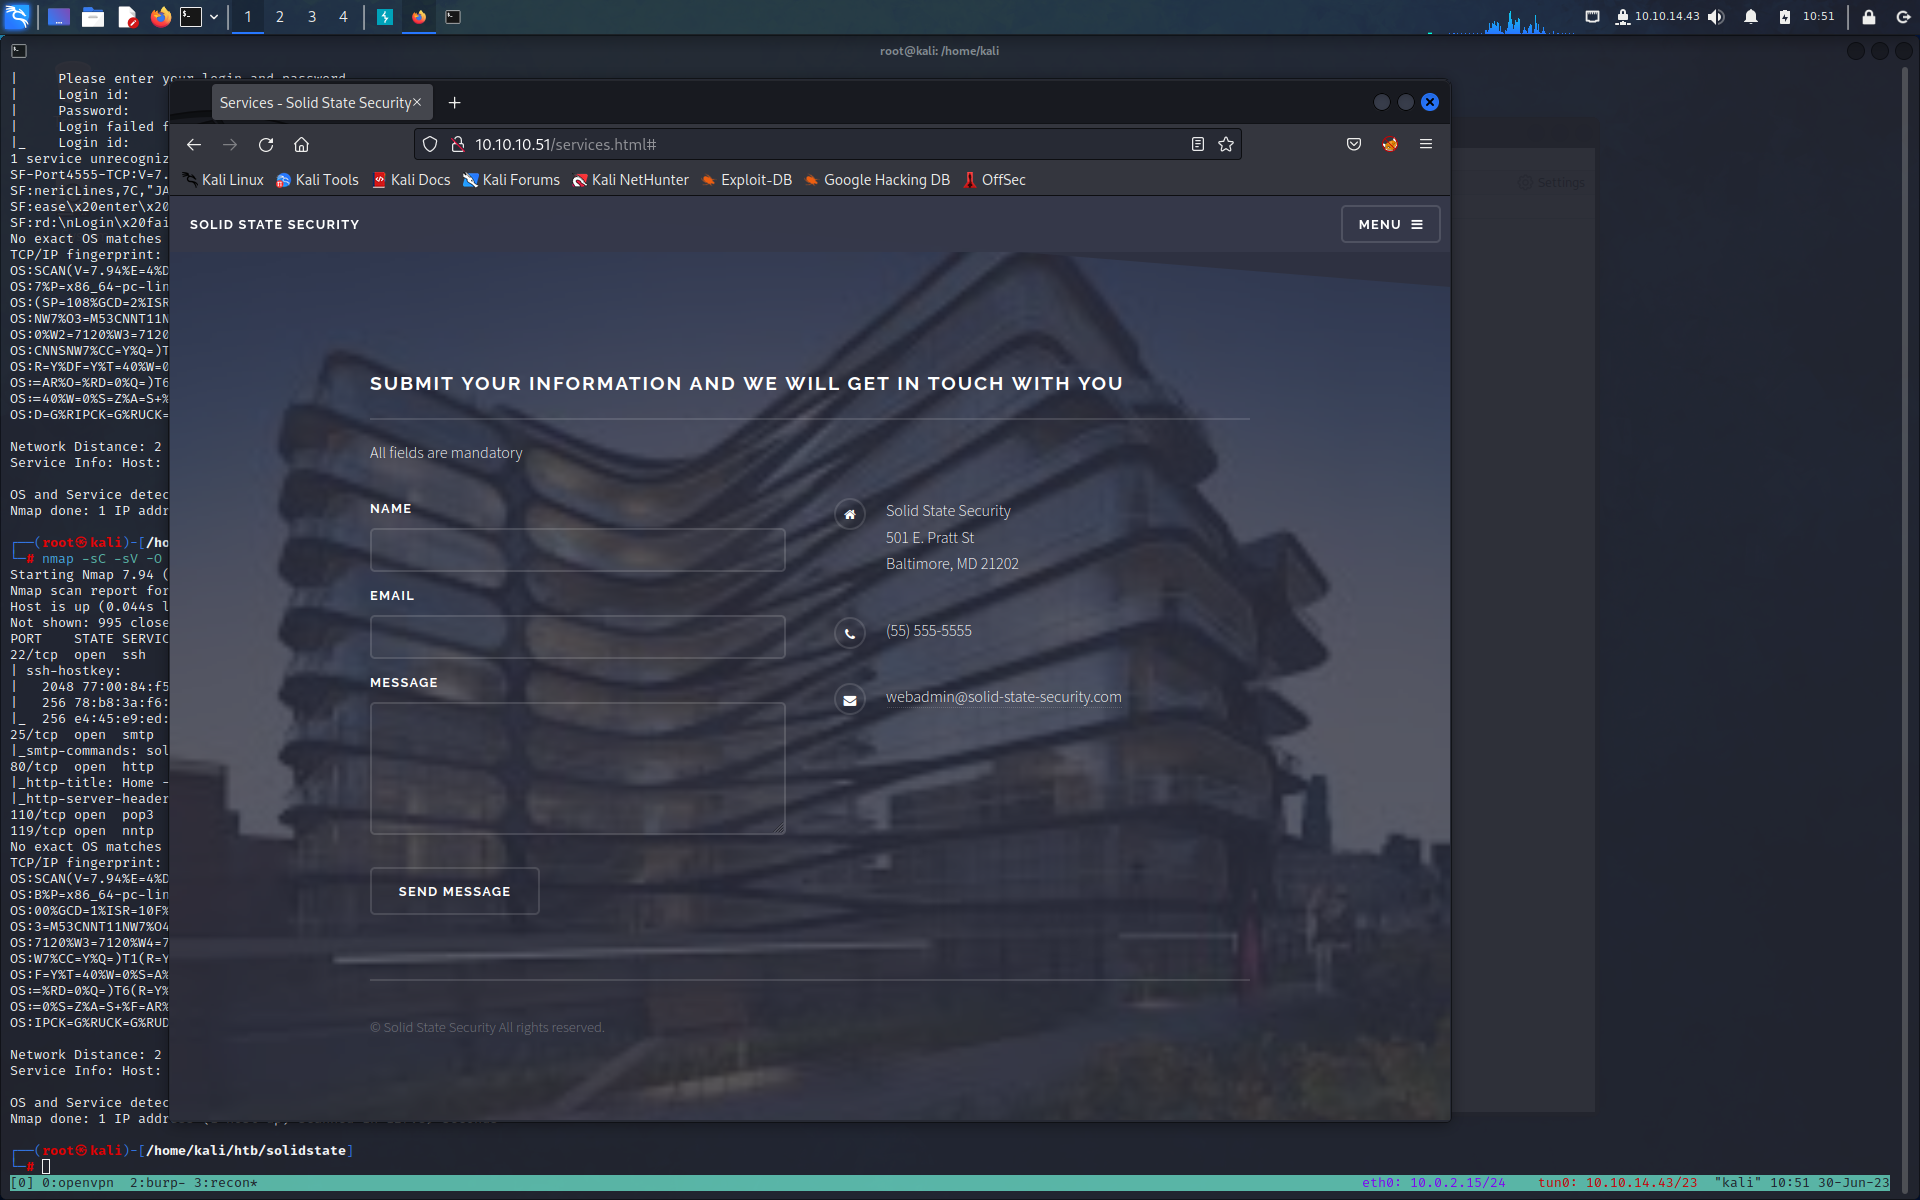 1 2 3 4 10.10.14.43 10:51
root@kali: /home/kali
| Please enter your login and password
| Login id:
| Password:
| Login failed f
|_ Login id:
1 service unrecogniz
SF-Port4555-TCP:V=7.
SF:nericLines,7C,"JA
SF:ease\x20enter\x20
SF:rd:\nLogin\x20fai
No exact OS matches
TCP/IP fingerprint:
OS:SCAN(V=7.94%E=4%D
OS:7%P=x86_64-pc-lin
OS:(SP=108%GCD=2%ISR
OS:NW7%O3=M53CNNT11N
OS:0%W2=7120%W3=7120
OS:CNNSNW7%CC=Y%Q=)T
OS:R=Y%DF=Y%T=40%W=0
OS:=AR%O=%RD=0%Q=)T6
OS:=40%W=0%S=Z%A=S+%
OS:D=G%RIPCK=G%RUCK=
Network Distance: 2
Service Info: Host:
OS and Service detec
Nmap done: 1 IP addr
┌──(root㉿kali)-[/ho
└─# nmap -sC -sV -O
Starting Nmap 7.94 (
Nmap scan report for
Host is up (0.044s l
Not shown: 995 close
PORT STATE SERVIC
22/tcp open ssh
| ssh-hostkey:
| 2048 77:00:84:f5
| 256 78:b8:3a:f6:
|_ 256 e4:45:e9:ed:
25/tcp open smtp
|_smtp-commands: sol
80/tcp open http
|_http-title: Home -
|_http-server-header
110/tcp open pop3
119/tcp open nntp
No exact OS matches
TCP/IP fingerprint:
OS:SCAN(V=7.94%E=4%D
OS:B%P=x86_64-pc-lin
OS:00%GCD=1%ISR=10F%
OS:3=M53CNNT11NW7%O4
OS:7120%W3=7120%W4=7
OS:W7%CC=Y%Q=)T1(R=Y
OS:F=Y%T=40%W=0%S=A%
OS:=%RD=0%Q=)T6(R=Y%
OS:=0%S=Z%A=S+%F=AR%
OS:IPCK=G%RUCK=G%RUD
Network Distance: 2
Service Info: Host:
OS and Service detec
Nmap done: 1 IP addr
┌──(root㉿kali)-[/home/kali/htb/solidstate]
└─#
[0] 0:openvpn 2:burp- 3:recon* eth0: 10.0.2.15/24 tun0: 10.10.14.43/23 "kali" 10:51 30-Jun-23
Services - Solid State Security
10.10.10.51/services.html#
Kali Linux Kali Tools Kali Docs Kali Forums Kali NetHunter Exploit-DB Google Hacking DB OffSec
SOLID STATE SECURITY MENU
SUBMIT YOUR INFORMATION AND WE WILL GET IN TOUCH WITH YOU
All fields are mandatory
NAME
EMAIL
MESSAGE
SEND MESSAGE
Solid State Security
501 E. Pratt St
Baltimore, MD 21202
(55) 555-5555
webadmin@solid-state-security.com
© Solid State Security All rights reserved.
Settings